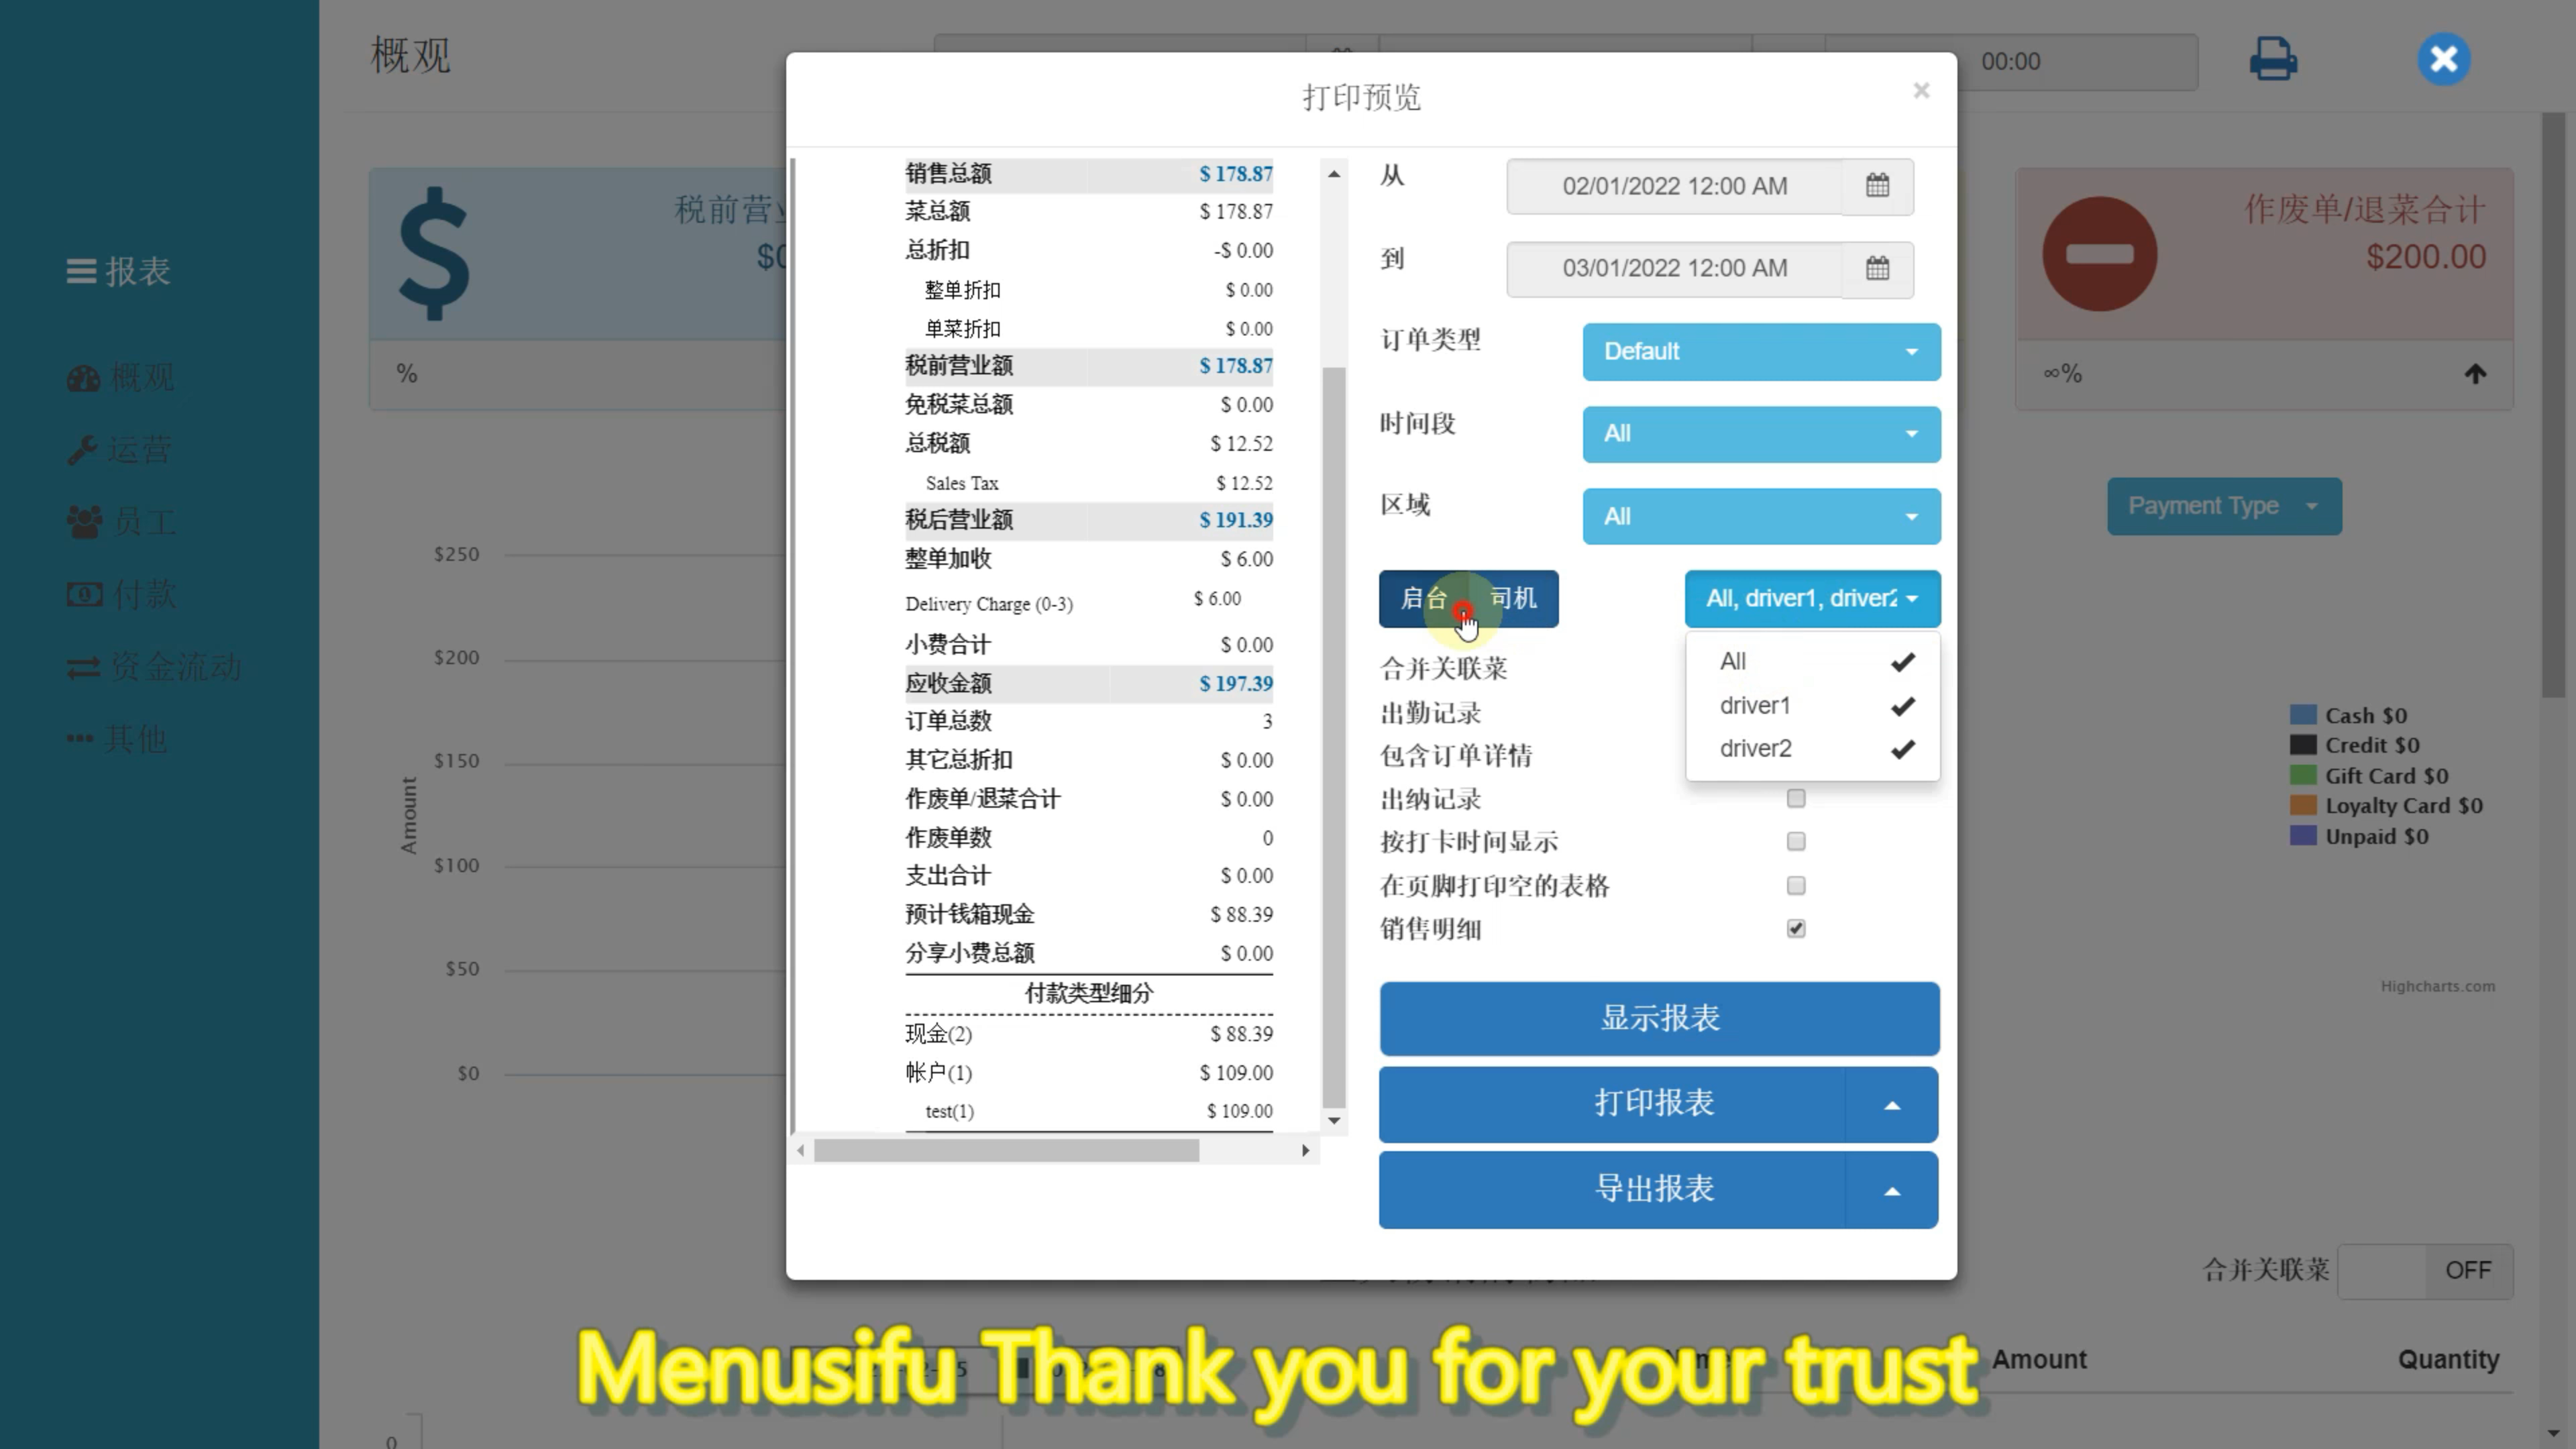 概观
00:00
报表
概观
运营
员工
付款
资金流动
其他
税前营业
%
作废单/退菜合计
$200.00
∞%
Payment Type
$250
$200
$150
$100
$50
$0
Amount
Cash $0
Credit $0
Gift Card $0
Loyalty Card $0
Unpaid $0
Highcharts.com
合并关联菜 OFF
Amount Quantity
0
打印预览
×
销售总额 $ 178.87
菜总额 $ 178.87
总折扣 -$ 0.00
整单折扣 $ 0.00
单菜折扣 $ 0.00
税前营业额 $ 178.87
免税菜总额 $ 0.00
总税额 $ 12.52
Sales Tax $ 12.52
税后营业额 $ 191.39
整单加收 $ 6.00
Delivery Charge (0-3) $ 6.00
小费合计 $ 0.00
应收金额 $ 197.39
订单总数 3
其它总折扣 $ 0.00
作废单/退菜合计 $ 0.00
作废单数 0
支出合计 $ 0.00
预计钱箱现金 $ 88.39
分享小费总额 $ 0.00
付款类型细分
现金(2) $ 88.39
帐户(1) $ 109.00
test(1) $ 109.00
从 02/01/2022 12:00 AM
到 03/01/2022 12:00 AM
订单类型 Default
时间段 All
区域 All
启台 司机 All, driver1, driver2
All
driver1
driver2
合并关联菜
出勤记录
包含订单详情
出纳记录
按打卡时间显示
在页脚打印空的表格
销售明细
显示报表
打印报表
导出报表
Menusifu Thank you for your trust